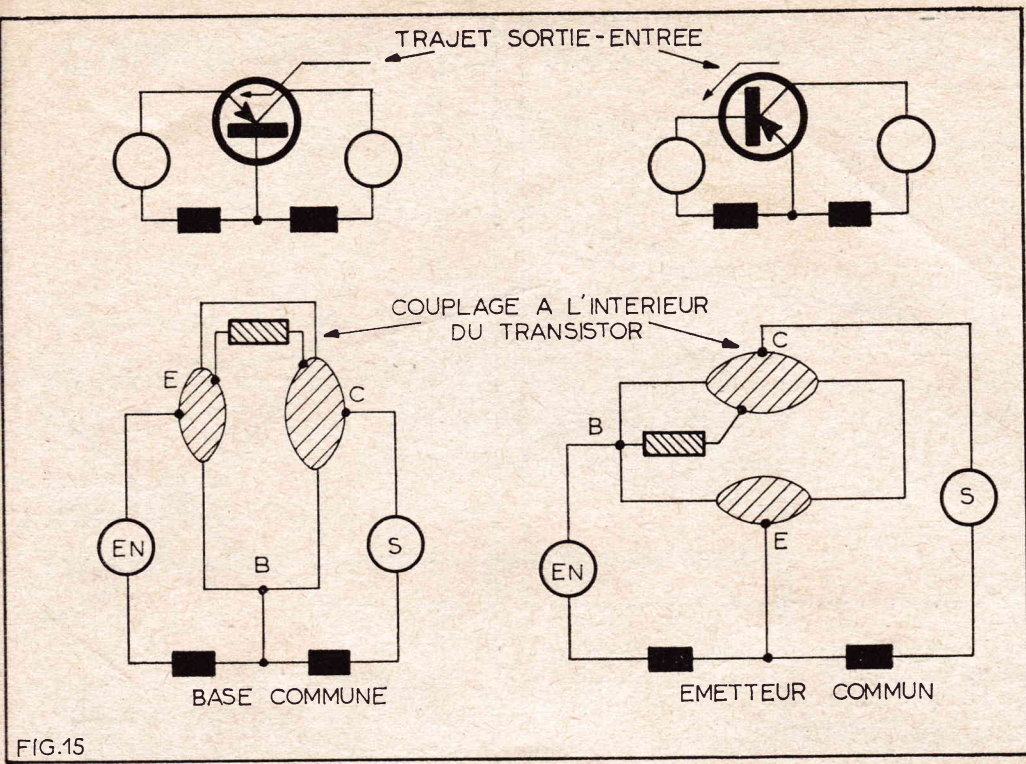 TRAJET SORTIE-ENTREE
COUPLAGE A L'INTERIEUR
DU TRANSISTOR
E
C
B
EN
S
BASE COMMUNE
C
B
E
EN
S
EMETTEUR COMMUN
FIG.15